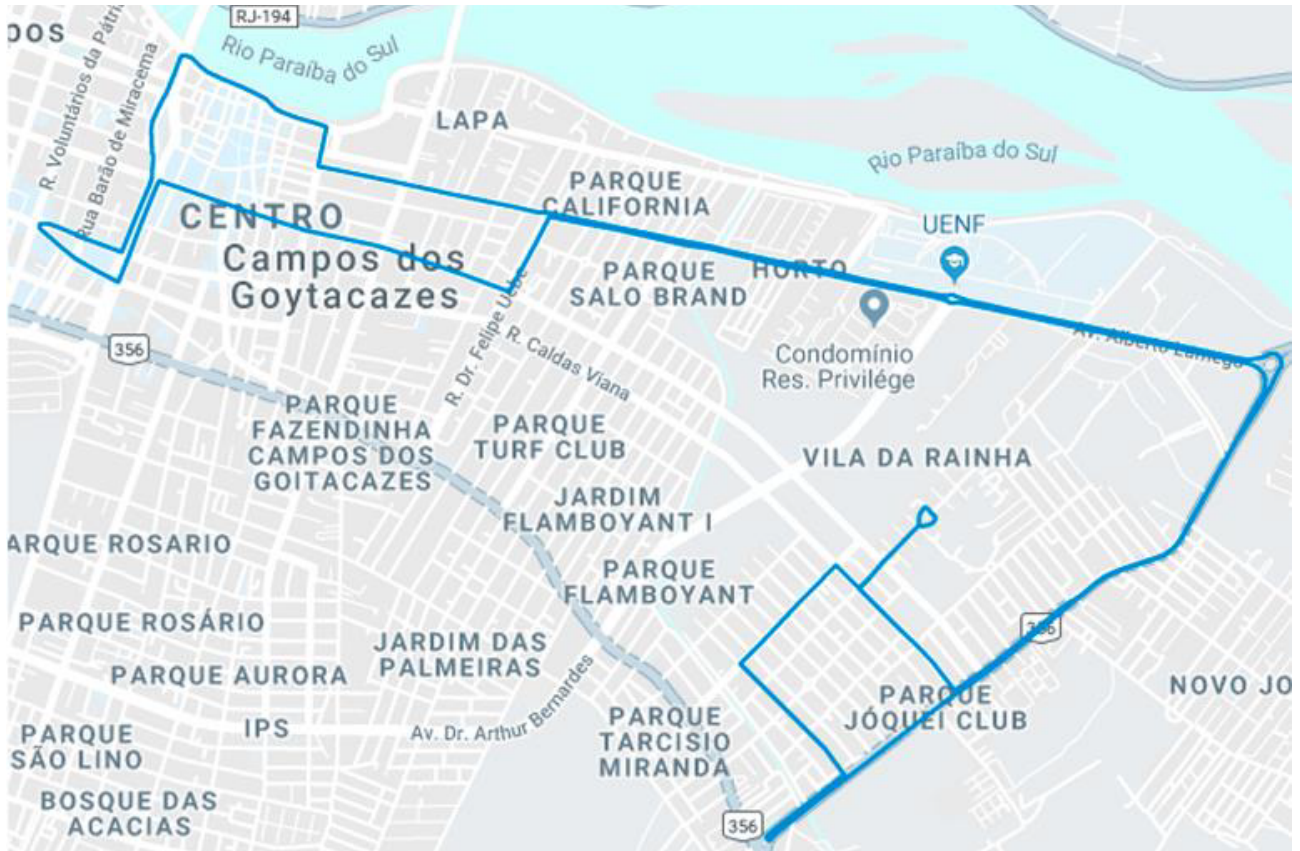 RJ-194
pos
R. Voluntários da Pátri
Rua Barão de Miracema
Rio Paraíba do Sul
LAPA
Rio Paraíba do Sul
PARQUE
CALIFORNIA
CENTRO
UENF
Campos dos
Goytacazes
PARQUE
SALO BRAND
HORTO
R. Dr. Felipe Uebe
R. Caldas Viana
Av. Alberto Lamego
356
Condomínio
Res. Privilége
PARQUE
FAZENDINHA
CAMPOS DOS
GOITACAZES
PARQUE
TURF CLUB
VILA DA RAINHA
JARDIM
FLAMBOYANT I
ARQUE ROSARIO
PARQUE
FLAMBOYANT
PARQUE ROSÁRIO
356
JARDIM DAS
PALMEIRAS
PARQUE AURORA
NOVO JO
PARQUE
JÓQUEI CLUB
IPS
Av. Dr. Arthur Bernardes
PARQUE
TARCISIO
MIRANDA
PARQUE
SÃO LINO
BOSQUE DAS
ACACIAS
356